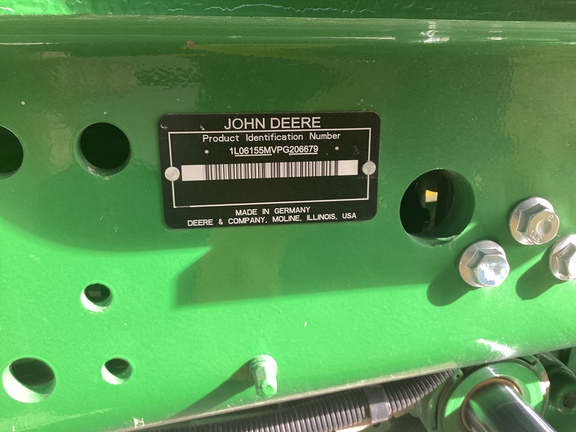 JOHN DEERE
Product Identification Number
* 1L06155MVPG206679 *
MADE IN GERMANY
DEERE & COMPANY, MOLINE, ILLINOIS, USA